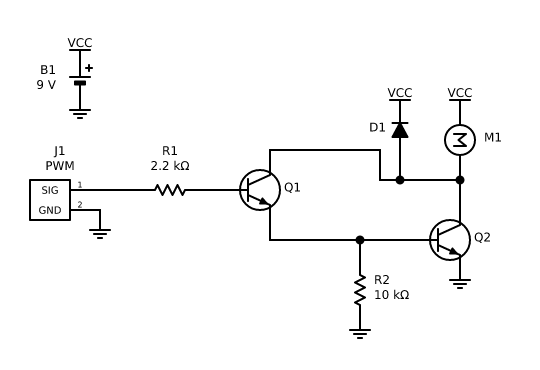 VCC
B1
9 V
+
VCC
VCC
D1
M1
J1
PWM
R1
2.2 kΩ
SIG
1
GND
2
Q1
Q2
R2
10 kΩ